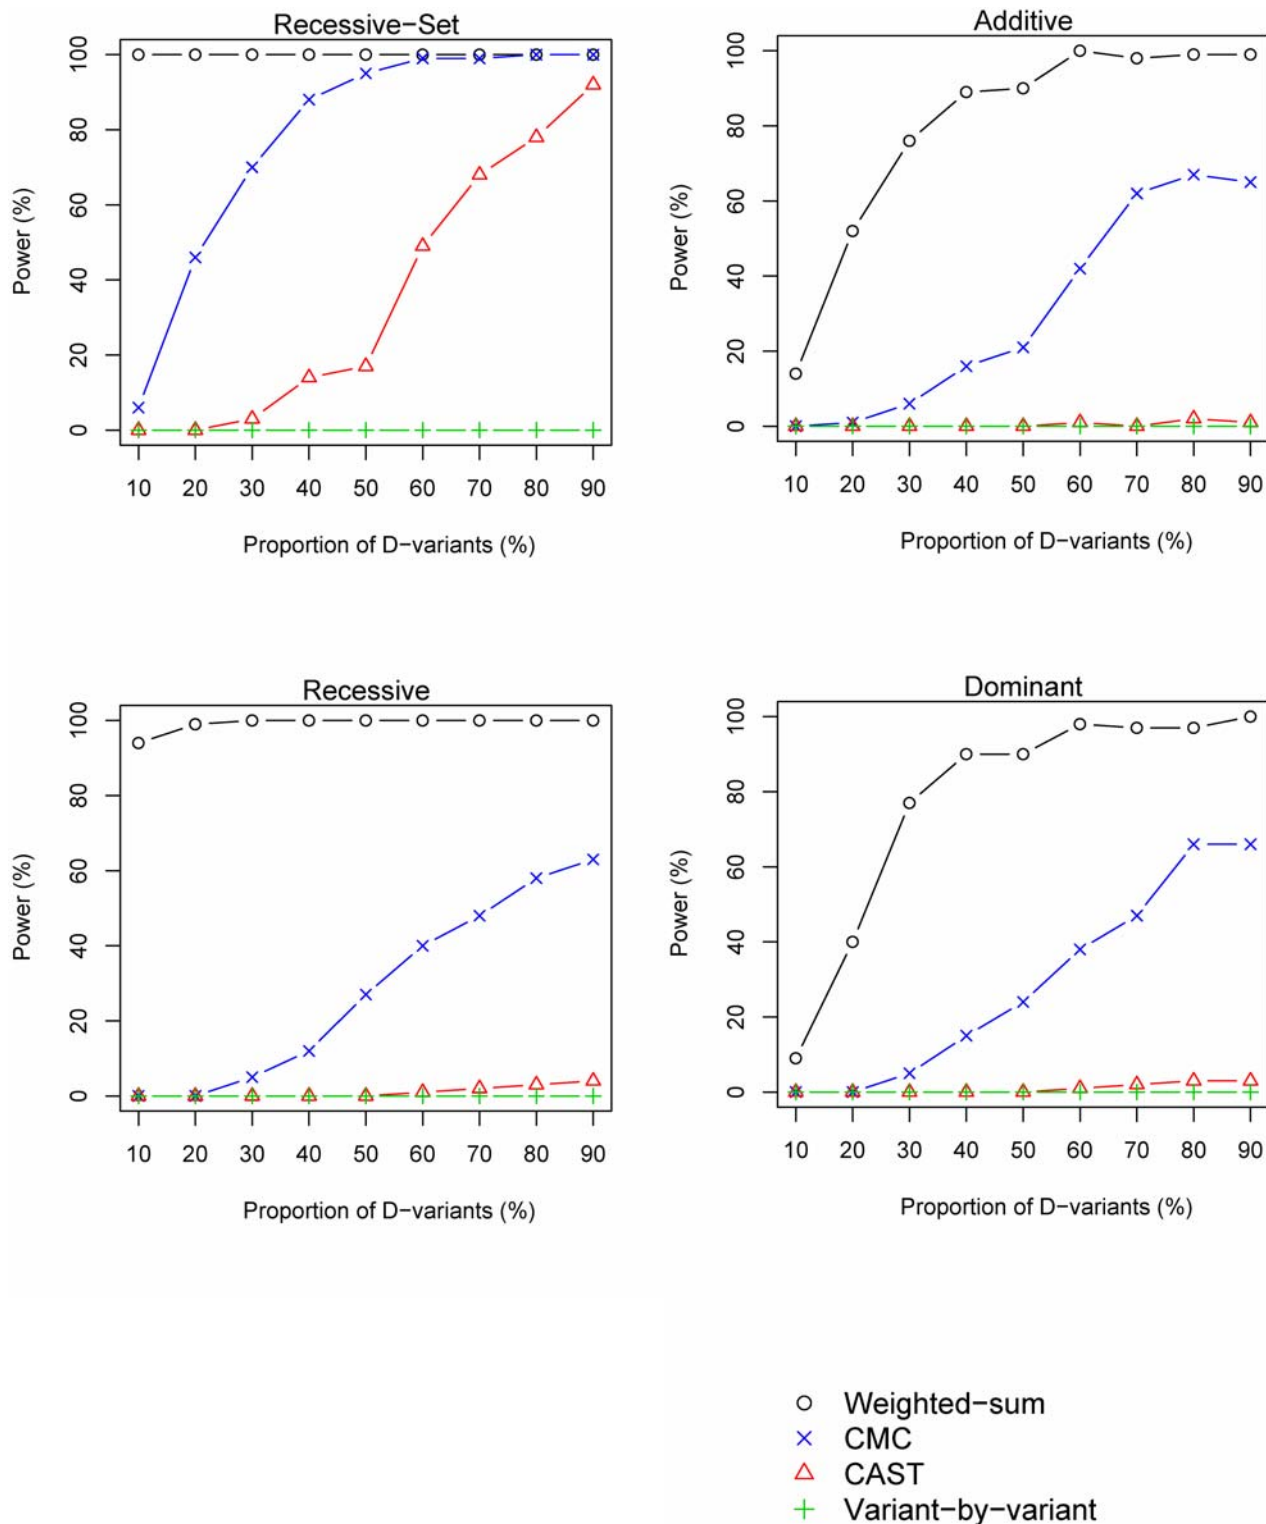 Recessive−Set
Power (%)
100
80
60
40
20
0
10 20 30 40 50 60 70 80 90
Proportion of D−variants (%)
Additive
Power (%)
100
80
60
40
20
0
10 20 30 40 50 60 70 80 90
Proportion of D−variants (%)
Recessive
Power (%)
100
80
60
40
20
0
10 20 30 40 50 60 70 80 90
Proportion of D−variants (%)
Dominant
Power (%)
100
80
60
40
20
0
10 20 30 40 50 60 70 80 90
Proportion of D−variants (%)
Weighted−sum
CMC
CAST
Variant−by−variant